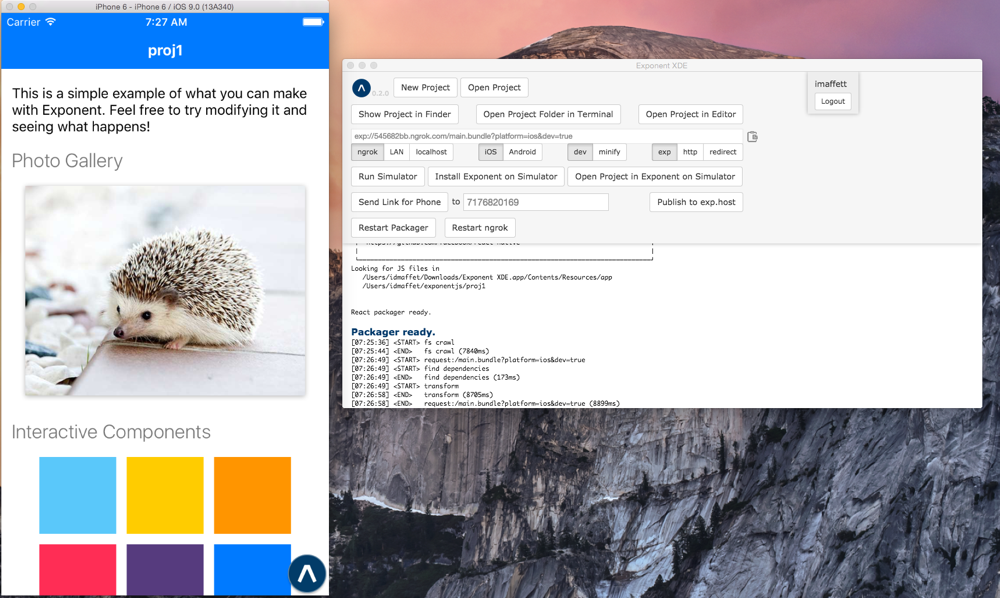 iPhone 6 - iPhone 6 / iOS 9.0 (13A340)
Carrier 7:27 AM
proj1
This is a simple example of what you can make
with Exponent. Feel free to try modifying it and
seeing what happens!
Photo Gallery
Interactive Components
Exponent XDE
0.2.0 New Project Open Project
imaffett
Logout
Show Project in Finder Open Project Folder in Terminal Open Project in Editor
exp://545682bb.ngrok.com/main.bundle?platform=ios&dev=true
ngrok LAN localhost iOS Android dev minify exp http redirect
Run Simulator Install Exponent on Simulator Open Project in Exponent on Simulator
Send Link for Phone to 7176820169 Publish to exp.host
Restart Packager Restart ngrok
Looking for JS files in
/Users/idmaffet/Downloads/Exponent XDE.app/Contents/Resources/app
/Users/idmaffet/exponentjs/proj1
React packager ready.
Packager ready.
[07:25:36] <START> fs crawl
[07:25:44] <END> fs crawl (7840ms)
[07:26:49] <START> request:/main.bundle?platform=ios&dev=true
[07:26:49] <START> find dependencies
[07:26:49] <END> find dependencies (173ms)
[07:26:49] <START> transform
[07:26:58] <END> transform (8705ms)
[07:26:58] <END> request:/main.bundle?platform=ios&dev=true (8899ms)